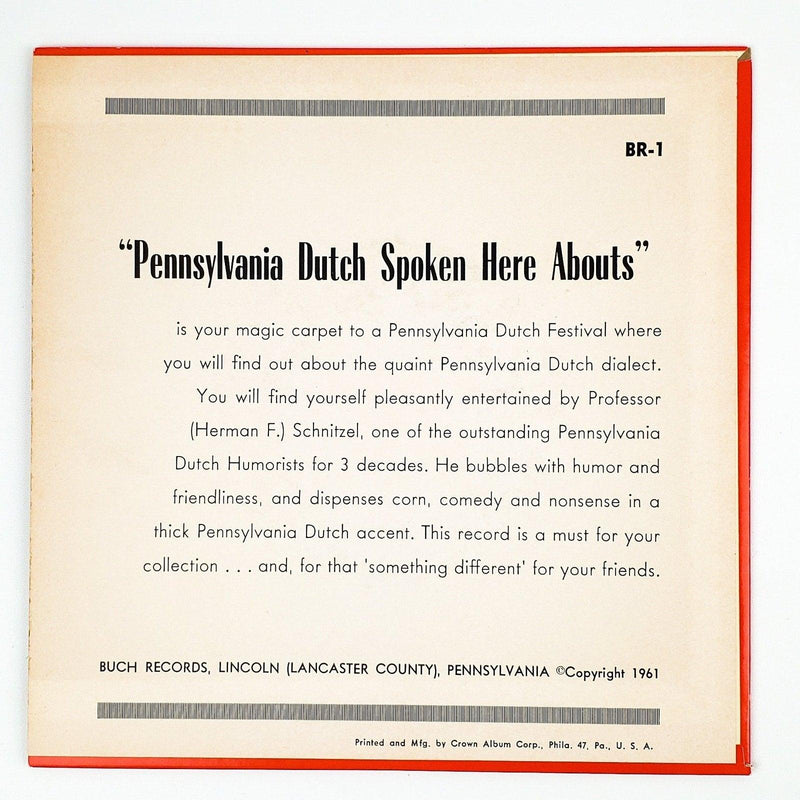 BR-1
“Pennsylvania Dutch Spoken Here Abouts”
is your magic carpet to a Pennsylvania Dutch Festival where
you will find out about the quaint Pennsylvania Dutch dialect.
You will find yourself pleasantly entertained by Professor
(Herman F.) Schnitzel, one of the outstanding Pennsylvania
Dutch Humorists for 3 decades. He bubbles with humor and
friendliness, and dispenses corn, comedy and nonsense in a
thick Pennsylvania Dutch accent. This record is a must for your
collection . . . and, for that 'something different' for your friends.
BUCH RECORDS, LINCOLN (LANCASTER COUNTY), PENNSYLVANIA ©Copyright 1961
Printed and Mfg. by Crown Album Corp., Phila. 47, Pa., U. S. A.